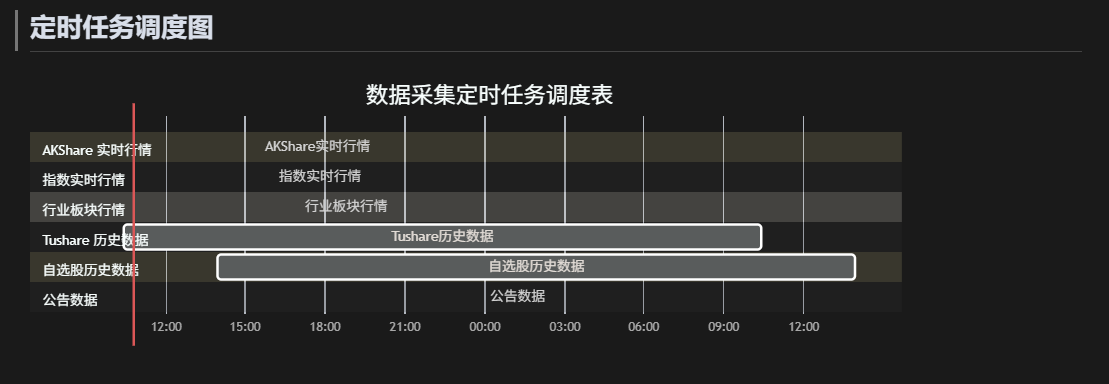 定时任务调度图
数据采集定时任务调度表
AKShare 实时行情
AKShare实时行情
指数实时行情
指数实时行情
行业板块行情
行业板块行情
Tushare 历史数据
Tushare历史数据
自选股历史数据
自选股历史数据
公告数据
公告数据
12:00 15:00 18:00 21:00 00:00 03:00 06:00 09:00 12:00